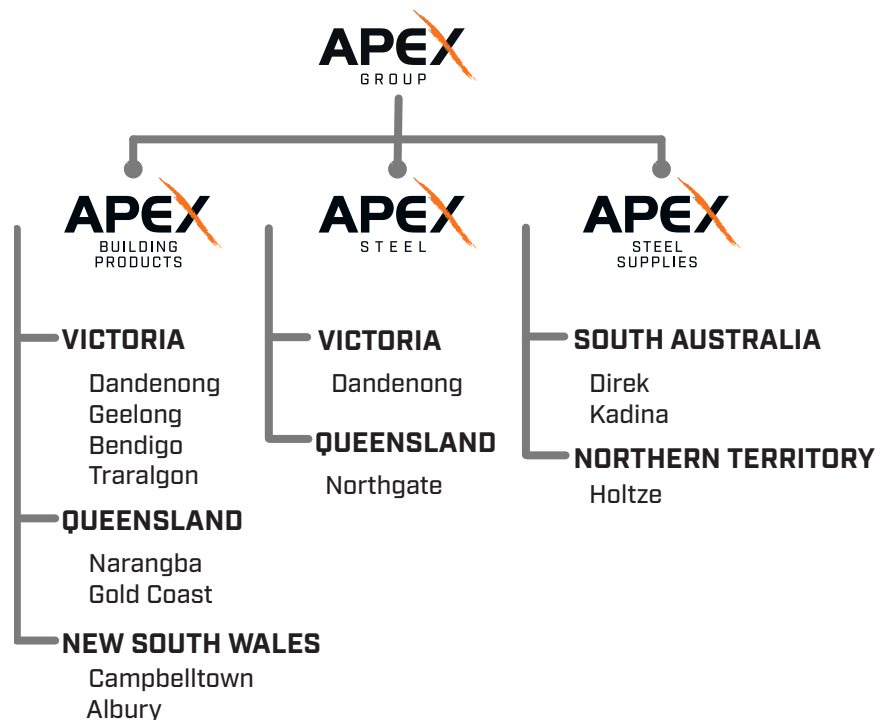 APEX
GROUP
APEX
BUILDING
PRODUCTS
VICTORIA
Dandenong
Geelong
Bendigo
Traralgon
QUEENSLAND
Narangba
Gold Coast
NEW SOUTH WALES
Campbelltown
Albury
APEX
STEEL
VICTORIA
Dandenong
QUEENSLAND
Northgate
APEX
STEEL
SUPPLIES
SOUTH AUSTRALIA
Direk
Kadina
NORTHERN TERRITORY
Holtze